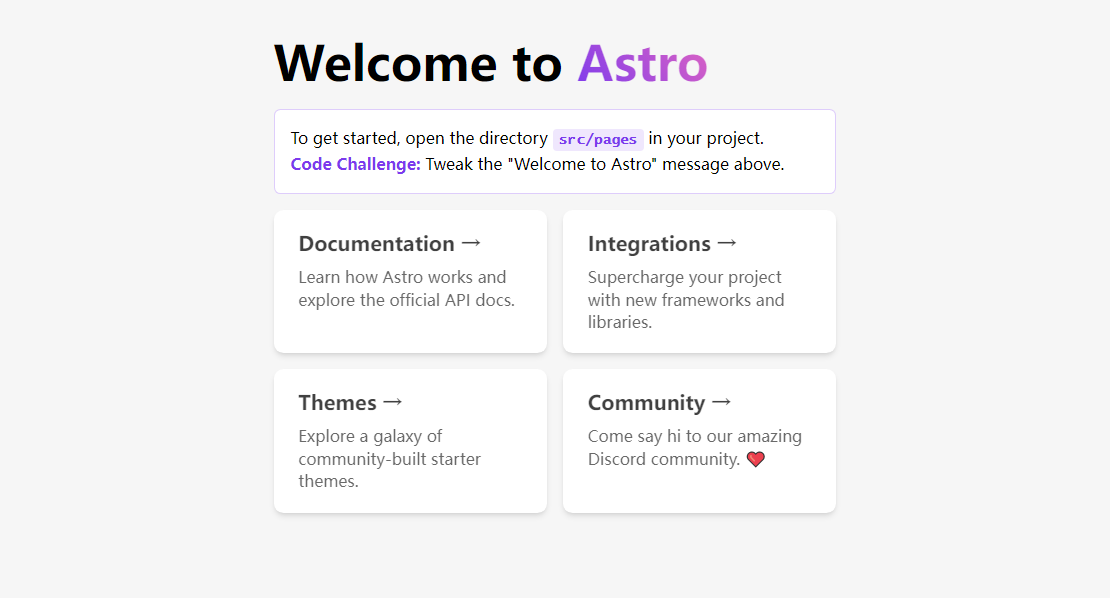 Welcome to Astro
To get started, open the directory src/pages in your project.
Code Challenge: Tweak the "Welcome to Astro" message above.
Documentation →
Learn how Astro works and
explore the official API docs.
Integrations →
Supercharge your project
with new frameworks and
libraries.
Themes →
Explore a galaxy of
community-built starter
themes.
Community →
Come say hi to our amazing
Discord community. ❤️